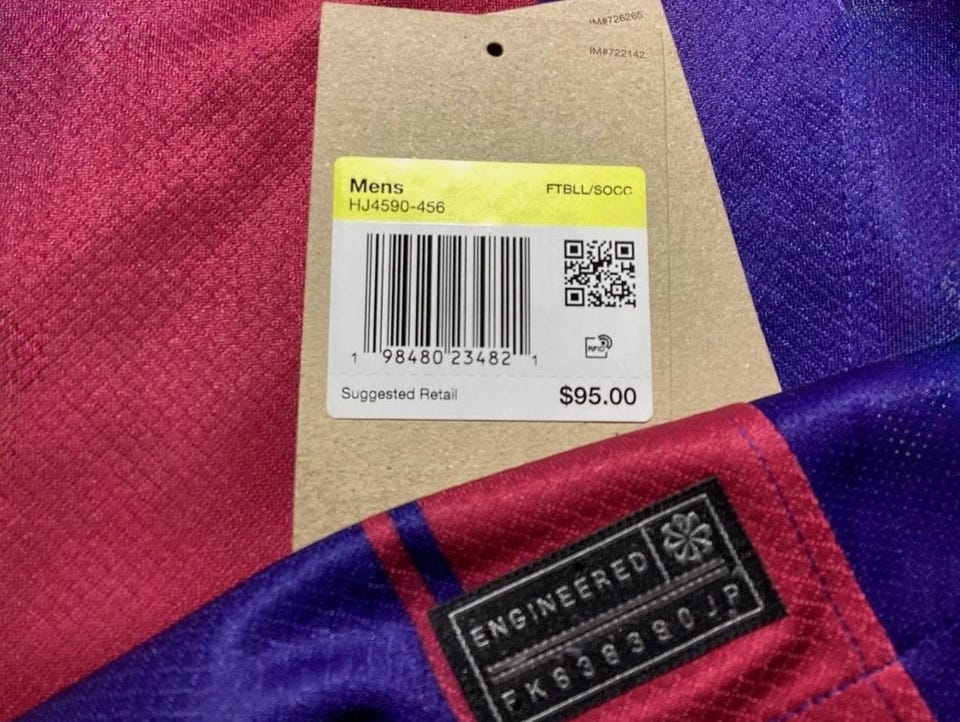 IM#726265
IM#722142
Mens
FTBLL/SOCC
HJ4590-456
1 98480 23482 1
RFID
Suggested Retail
$95.00
ENGINEERED
FK638390JP